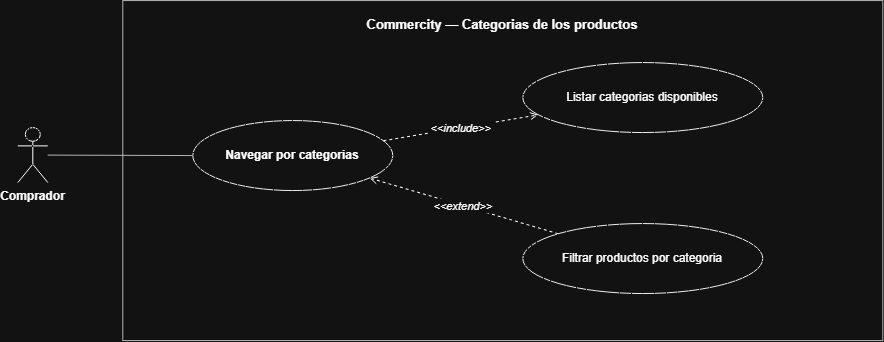 Commercity — Categorias de los productos
Listar categorias disponibles
<<include>>
Navegar por categorias
Comprador
<<extend>>
Filtrar productos por categoria